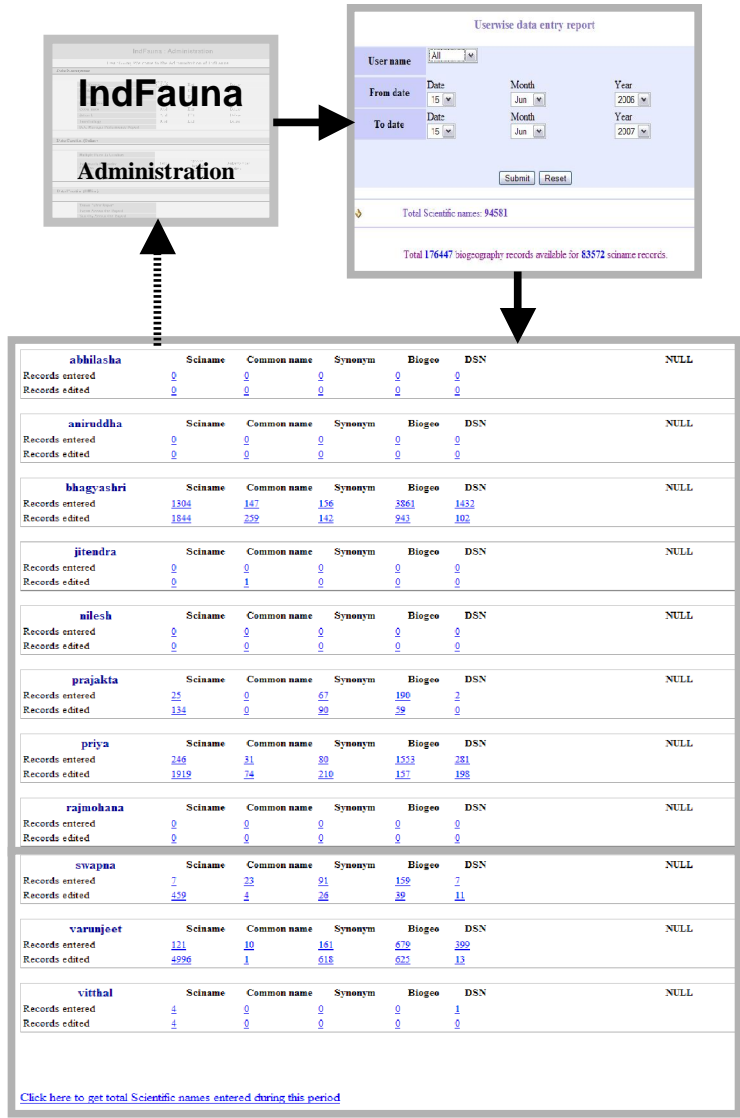 IndFauna : Administration
IndFauna
Administration
Userwise data entry report
User name All
Date Month Year
From date 15 Jun 2006
Date Month Year
To date 15 Jun 2007
Submit Reset
Total Scientific names: 94581
Total 176447 biogeography records available for 83572 sciname records.
abhilasha Sciname Common name Synonym Biogeo DSN NULL
Records entered 0 0 0 0 0
Records edited 0 0 0 0 0
aniruddha Sciname Common name Synonym Biogeo DSN NULL
Records entered 0 0 0 0 0
Records edited 0 0 0 0 0
bhagyashri Sciname Common name Synonym Biogeo DSN NULL
Records entered 1304 147 156 3861 1432
Records edited 1844 259 142 943 102
jitendra Sciname Common name Synonym Biogeo DSN NULL
Records entered 0 0 0 0 0
Records edited 0 1 0 0 0
nilesh Sciname Common name Synonym Biogeo DSN NULL
Records entered 0 0 0 0 0
Records edited 0 0 0 0 0
prajakta Sciname Common name Synonym Biogeo DSN NULL
Records entered 25 0 67 190 2
Records edited 134 0 90 59 0
priya Sciname Common name Synonym Biogeo DSN NULL
Records entered 246 31 80 1553 281
Records edited 1919 74 210 157 198
rajmohana Sciname Common name Synonym Biogeo DSN NULL
Records entered 0 0 0 0 0
Records edited 0 0 0 0 0
swapna Sciname Common name Synonym Biogeo DSN NULL
Records entered 7 23 91 159 7
Records edited 459 4 26 39 11
varunjeet Sciname Common name Synonym Biogeo DSN NULL
Records entered 121 10 161 679 399
Records edited 4996 1 618 625 13
vitthal Sciname Common name Synonym Biogeo DSN NULL
Records entered 4 0 0 0 1
Records edited 4 0 0 0 0
Click here to get total Scientific names entered during this period